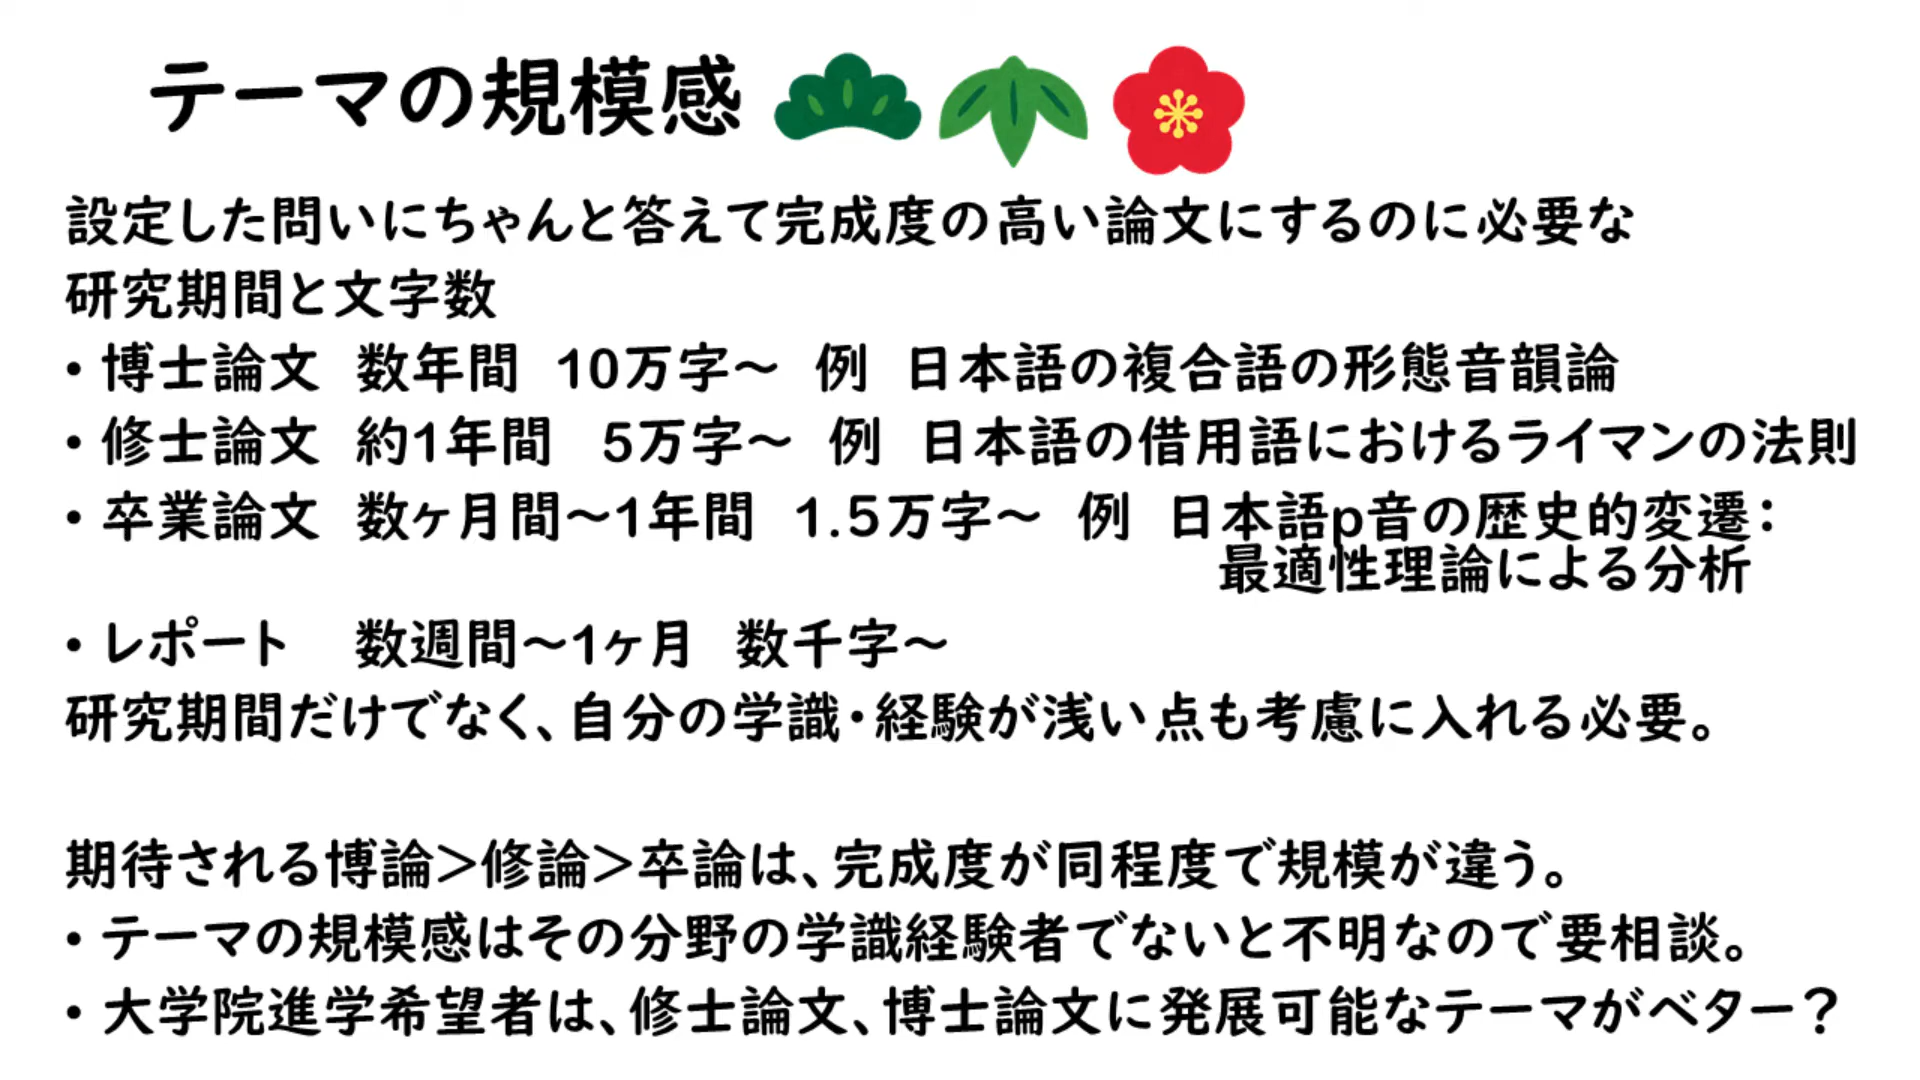 テーマの規模感
設定した問いにちゃんと答えて完成度の高い論文にするのに必要な
研究期間と文字数
・博士論文　数年間　10万字～　例　日本語の複合語の形態音韻論
・修士論文　約1年間　5万字～　例　日本語の借用語におけるライマンの法則
・卒業論文　数ヶ月間～1年間　1.5万字～　例　日本語p音の歴史的変遷：
最適性理論による分析
・レポート　数週間～1ヶ月　数千字～
研究期間だけでなく、自分の学識・経験が浅い点も考慮に入れる必要。
期待される博論＞修論＞卒論は、完成度が同程度で規模が違う。
・テーマの規模感はその分野の学識経験者でないと不明なので要相談。
・大学院進学希望者は、修士論文、博士論文に発展可能なテーマがベター？